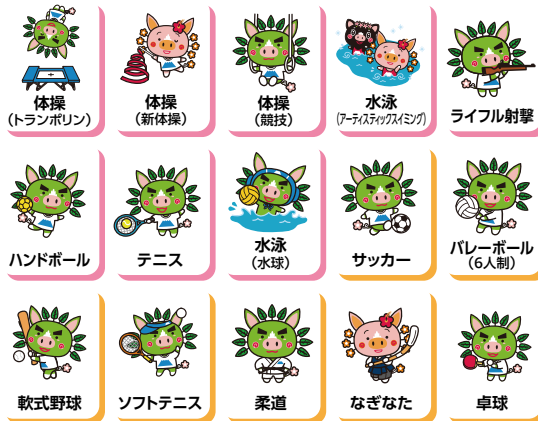 体操
(トランポリン)
体操
(新体操)
体操
(競技)
水泳
(アーティスティックスイミング)
ライフル射撃
ハンドボール
テニス
水泳
(水球)
サッカー
バレーボール
(6人制)
軟式野球
ソフトテニス
柔道
なぎなた
卓球